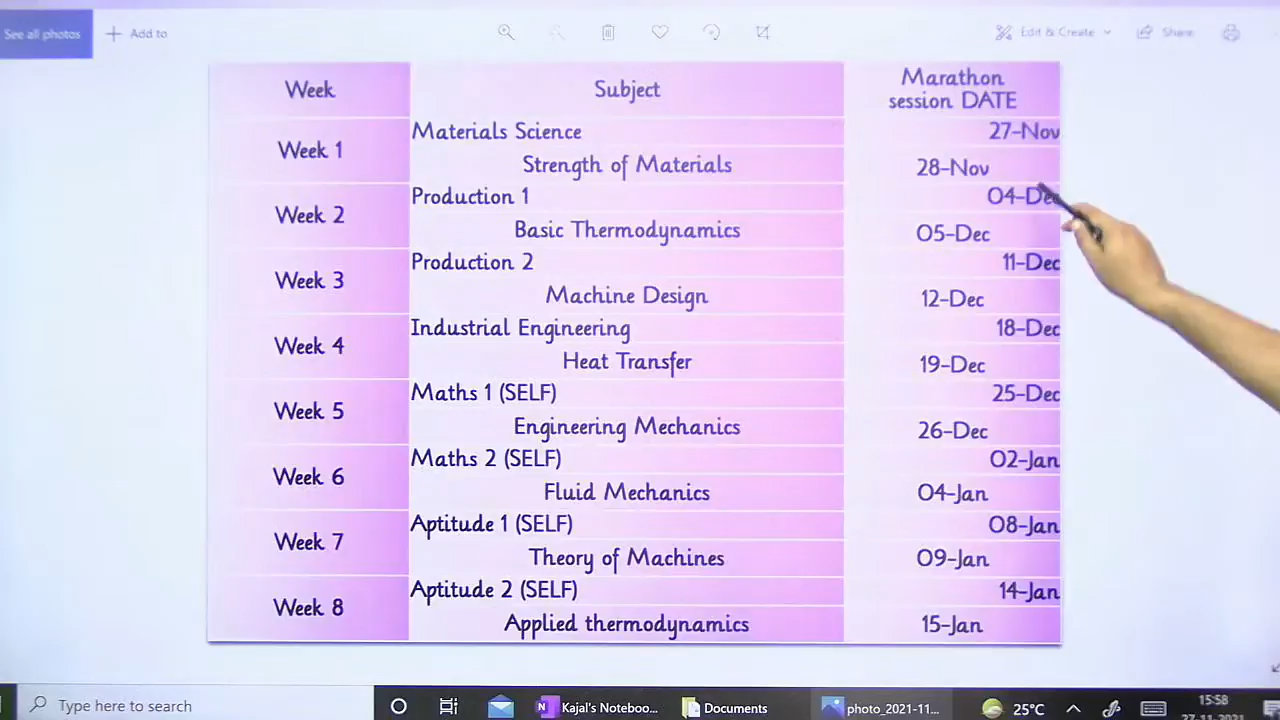 See all photos
Add to
Edit & Create
Share
Week
Subject
Marathon
session DATE
Week 1
Materials Science
27-Nov
Strength of Materials
28-Nov
Week 2
Production 1
04-Dec
Basic Thermodynamics
05-Dec
Week 3
Production 2
11-Dec
Machine Design
12-Dec
Week 4
Industrial Engineering
18-Dec
Heat Transfer
19-Dec
Week 5
Maths 1 (SELF)
25-Dec
Engineering Mechanics
26-Dec
Week 6
Maths 2 (SELF)
02-Jan
Fluid Mechanics
04-Jan
Week 7
Aptitude 1 (SELF)
08-Jan
Theory of Machines
09-Jan
Week 8
Aptitude 2 (SELF)
14-Jan
Applied thermodynamics
15-Jan
Type here to search
Kajal's Noteboo...
Documents
photo_2021-11...
25°C
15:58
27-11-2021